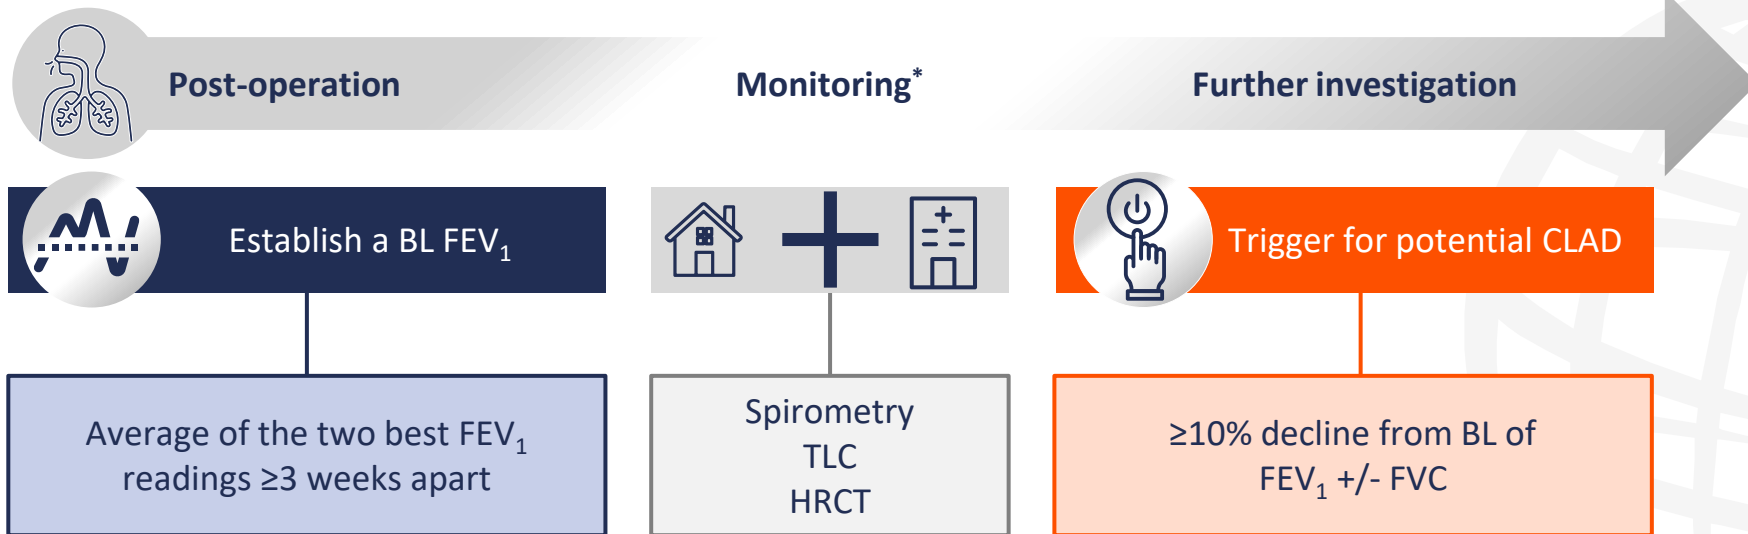 Post-operation
Monitoring*
Further investigation
Establish a BL FEV₁
Trigger for potential CLAD
Average of the two best FEV₁
readings ≥3 weeks apart
Spirometry
TLC
HRCT
≥10% decline from BL of
FEV₁ +/- FVC